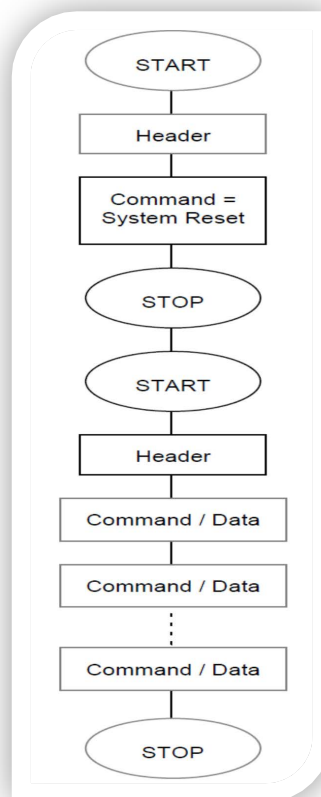 START
Header
Command =
System Reset
STOP
START
Header
Command / Data
Command / Data
Command / Data
STOP